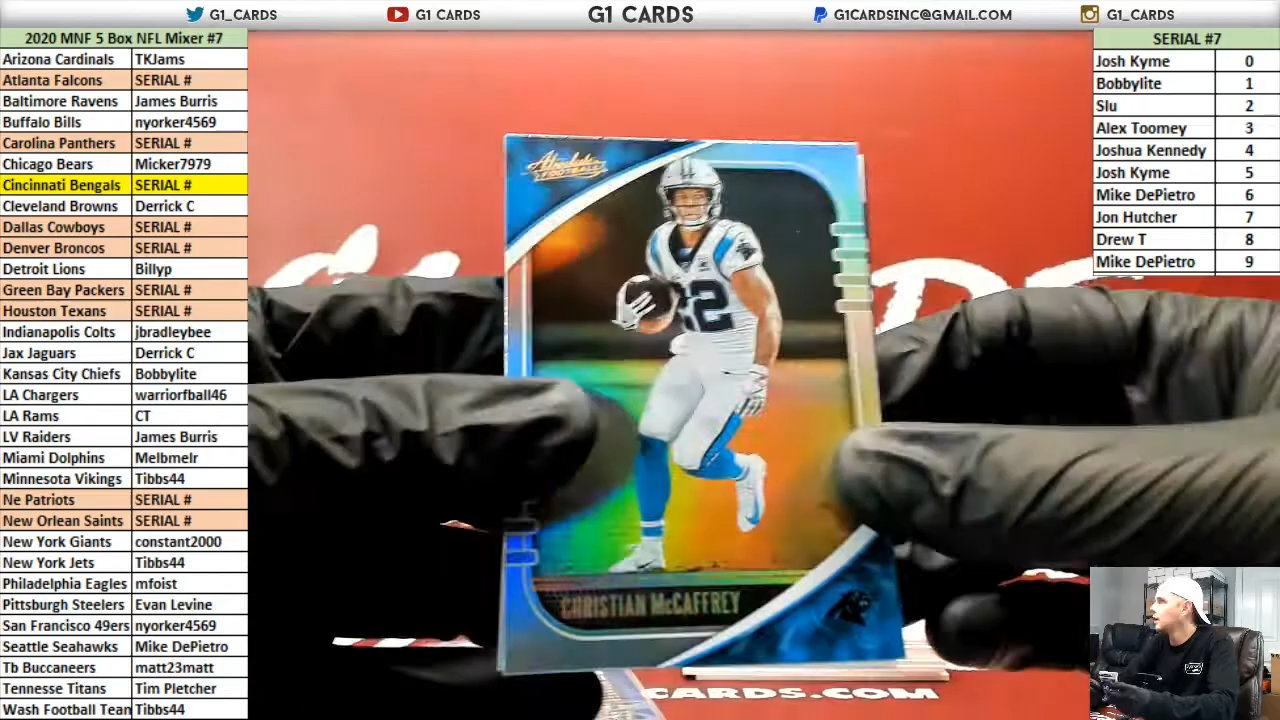 G1_CARDS
G1 CARDS
G1 CARDS
G1CARDSINC@GMAIL.COM
G1_CARDS
2020 MNF 5 Box NFL Mixer #7
Arizona Cardinals TKJams
Atlanta Falcons SERIAL #
Baltimore Ravens James Burris
Buffalo Bills nyorker4569
Carolina Panthers SERIAL #
Chicago Bears Micker7979
Cincinnati Bengals SERIAL #
Cleveland Browns Derrick C
Dallas Cowboys SERIAL #
Denver Broncos SERIAL #
Detroit Lions Billyp
Green Bay Packers SERIAL #
Houston Texans SERIAL #
Indianapolis Colts jbradleybee
Jax Jaguars Derrick C
Kansas City Chiefs Bobbylite
LA Chargers warriorfball46
LA Rams CT
LV Raiders James Burris
Miami Dolphins Melbmelr
Minnesota Vikings Tibbs44
Ne Patriots SERIAL #
New Orlean Saints SERIAL #
New York Giants constant2000
New York Jets Tibbs44
Philadelphia Eagles mfoist
Pittsburgh Steelers Evan Levine
San Francisco 49ers nyorker4569
Seattle Seahawks Mike DePietro
Tb Buccaneers matt23matt
Tennesse Titans Tim Pletcher
Wash Football Team Tibbs44
SERIAL #7
Josh Kyme 0
Bobbylite 1
Slu 2
Alex Toomey 3
Joshua Kennedy 4
Josh Kyme 5
Mike DePietro 6
Jon Hutcher 7
Drew T 8
Mike DePietro 9
Absolute
FOOTBALL
22
CHRISTIAN McCAFFREY
CARDS.COM